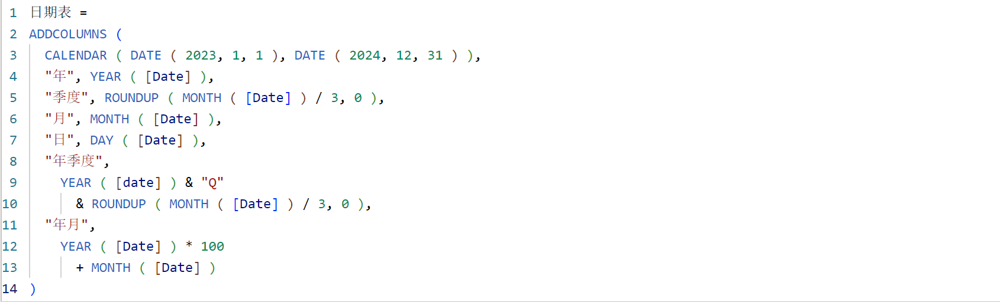 1 日期表 =
2 ADDCOLUMNS (
3 CALENDAR ( DATE ( 2023, 1, 1 ), DATE ( 2024, 12, 31 ) ),
4 "年", YEAR ( [Date] ),
5 "季度", ROUNDUP ( MONTH ( [Date] ) / 3, 0 ),
6 "月", MONTH ( [Date] ),
7 "日", DAY ( [Date] ),
8 "年季度",
9 YEAR ( [date] ) & "Q"
10 & ROUNDUP ( MONTH ( [Date] ) / 3, 0 ),
11 "年月",
12 YEAR ( [Date] ) * 100
13 + MONTH ( [Date] )
14 )